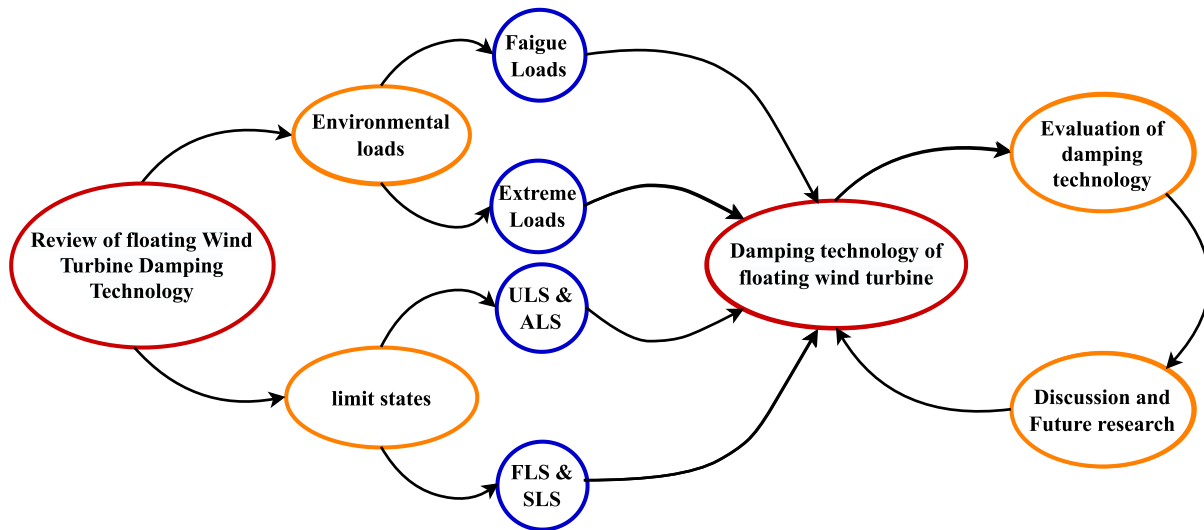 Review of floating Wind
Turbine Damping
Technology
Environmental
loads
limit states
Faigue
Loads
Extreme
Loads
ULS &
ALS
FLS &
SLS
Damping technology of
floating wind turbine
Evaluation of
damping
technology
Discussion and
Future research